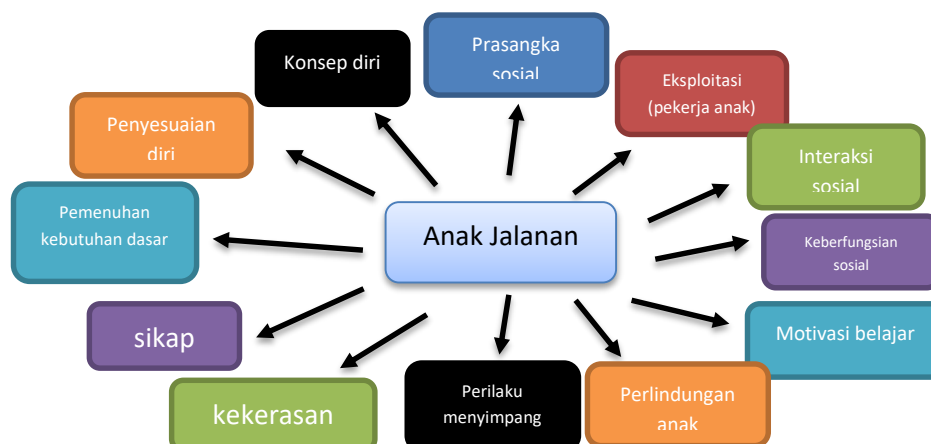 Konsep diri
Prasangka
sosial
Eksploitasi
(pekerja anak)
Penyesuaian
diri
Interaksi
sosial
Pemenuhan
kebutuhan dasar
Anak Jalanan
Keberfungsian
sosial
sikap
Motivasi belajar
kekerasan
Perilaku
menyimpang
Perlindungan
anak